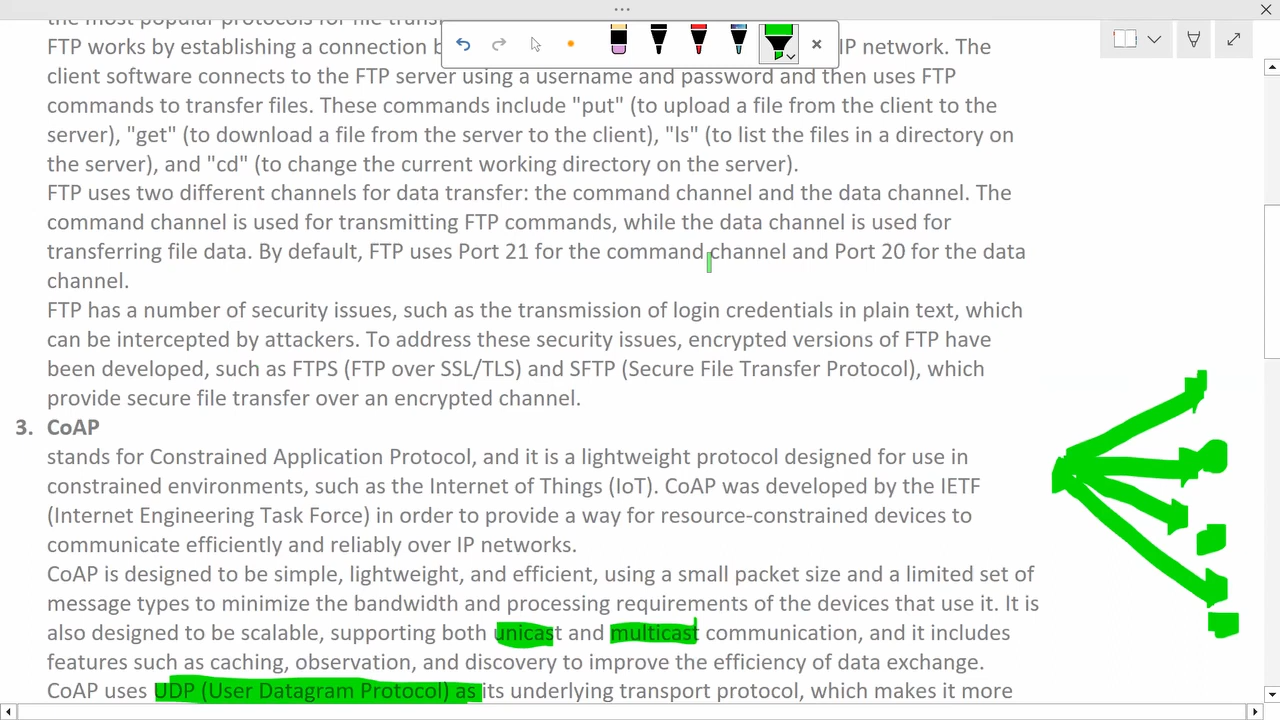 the most popular protocols for file transf
FTP works by establishing a connection b IP network. The
client software connects to the FTP server using a username and password and then uses FTP
commands to transfer files. These commands include "put" (to upload a file from the client to the
server), "get" (to download a file from the server to the client), "ls" (to list the files in a directory on
the server), and "cd" (to change the current working directory on the server).
FTP uses two different channels for data transfer: the command channel and the data channel. The
command channel is used for transmitting FTP commands, while the data channel is used for
transferring file data. By default, FTP uses Port 21 for the command channel and Port 20 for the data
channel.
FTP has a number of security issues, such as the transmission of login credentials in plain text, which
can be intercepted by attackers. To address these security issues, encrypted versions of FTP have
been developed, such as FTPS (FTP over SSL/TLS) and SFTP (Secure File Transfer Protocol), which
provide secure file transfer over an encrypted channel.
3. CoAP
stands for Constrained Application Protocol, and it is a lightweight protocol designed for use in
constrained environments, such as the Internet of Things (IoT). CoAP was developed by the IETF
(Internet Engineering Task Force) in order to provide a way for resource-constrained devices to
communicate efficiently and reliably over IP networks.
CoAP is designed to be simple, lightweight, and efficient, using a small packet size and a limited set of
message types to minimize the bandwidth and processing requirements of the devices that use it. It is
also designed to be scalable, supporting both unicast and multicast communication, and it includes
features such as caching, observation, and discovery to improve the efficiency of data exchange.
CoAP uses UDP (User Datagram Protocol) as its underlying transport protocol, which makes it more